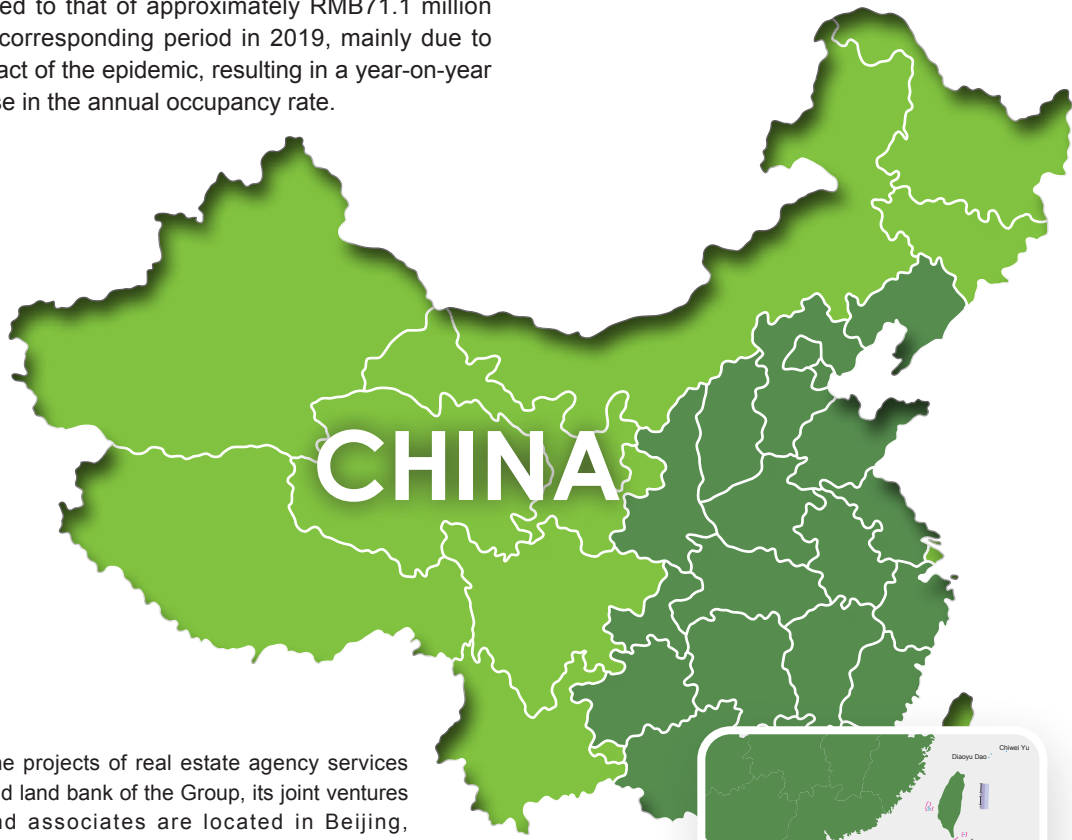 ed to that of approximately RMB71.1 million
corresponding period in 2019, mainly due to
act of the epidemic, resulting in a year-on-year
se in the annual occupancy rate.
CHINA
ne projects of real estate agency services
d land bank of the Group, its joint ventures
nd associates are located in Beijing,
Chiwei Yu
Diaoyu Dao